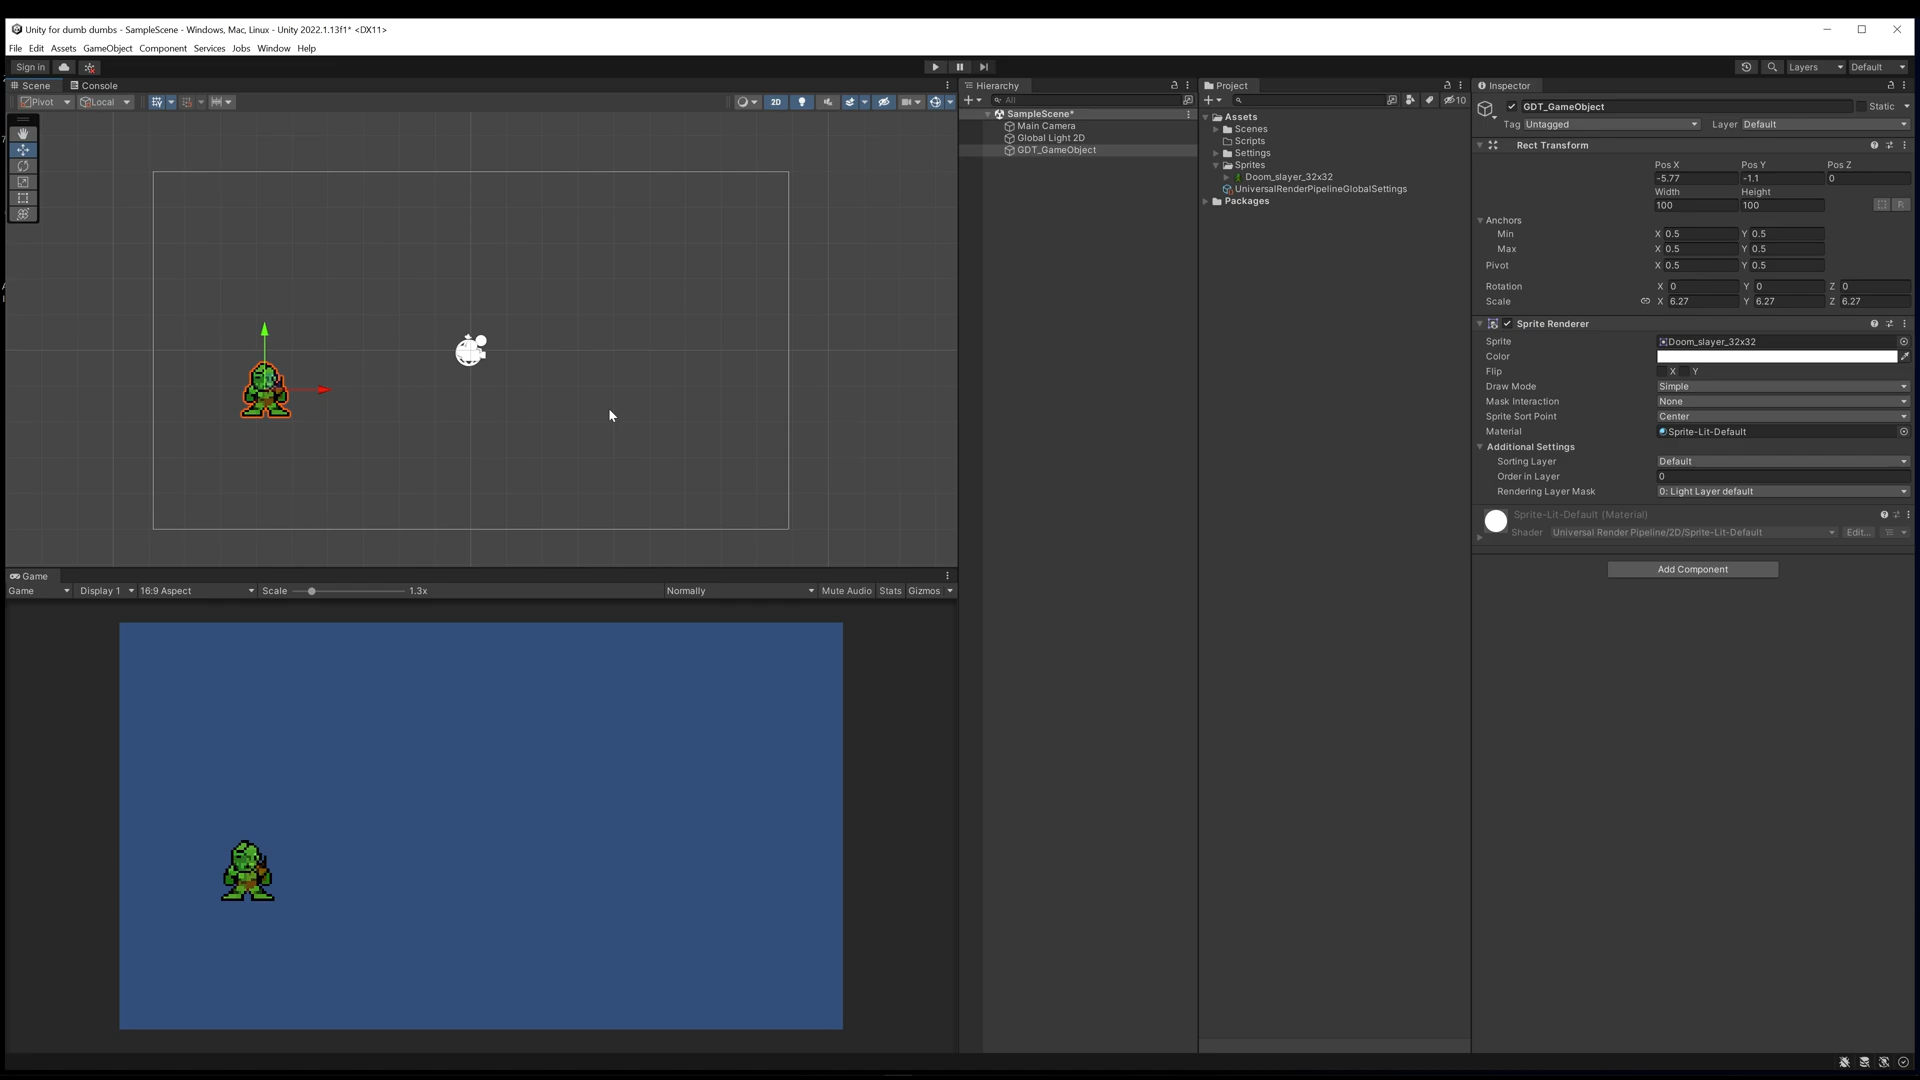 Unity for dumb dumbs - SampleScene - Windows, Mac, Linux - Unity 2022.1.13f1* <DX11>
File Edit Assets GameObject Component Services Jobs Window Help
Sign in
Layers
Default
Scene
Console
Pivot
Local
2D
Game
Game
Display 1
16:9 Aspect
Scale
1.3x
Normally
Mute Audio
Stats
Gizmos
Hierarchy
All
SampleScene*
Main Camera
Global Light 2D
GDT_GameObject
Project
10
Assets
Scenes
Scripts
Settings
Sprites
Doom_slayer_32x32
UniversalRenderPipelineGlobalSettings
Packages
Inspector
GDT_GameObject
Static
Tag Untagged
Layer Default
Rect Transform
Pos X Pos Y Pos Z
-5.77 -1.1 0
Width Height
100 100
R
Anchors
Min X 0.5 Y 0.5
Max X 0.5 Y 0.5
Pivot X 0.5 Y 0.5
Rotation X 0 Y 0 Z 0
Scale X 6.27 Y 6.27 Z 6.27
Sprite Renderer
Sprite Doom_slayer_32x32
Color
Flip X Y
Draw Mode Simple
Mask Interaction None
Sprite Sort Point Center
Material Sprite-Lit-Default
Additional Settings
Sorting Layer Default
Order in Layer 0
Rendering Layer Mask 0: Light Layer default
Sprite-Lit-Default (Material)
Shader Universal Render Pipeline/2D/Sprite-Lit-Default Edit...
Add Component